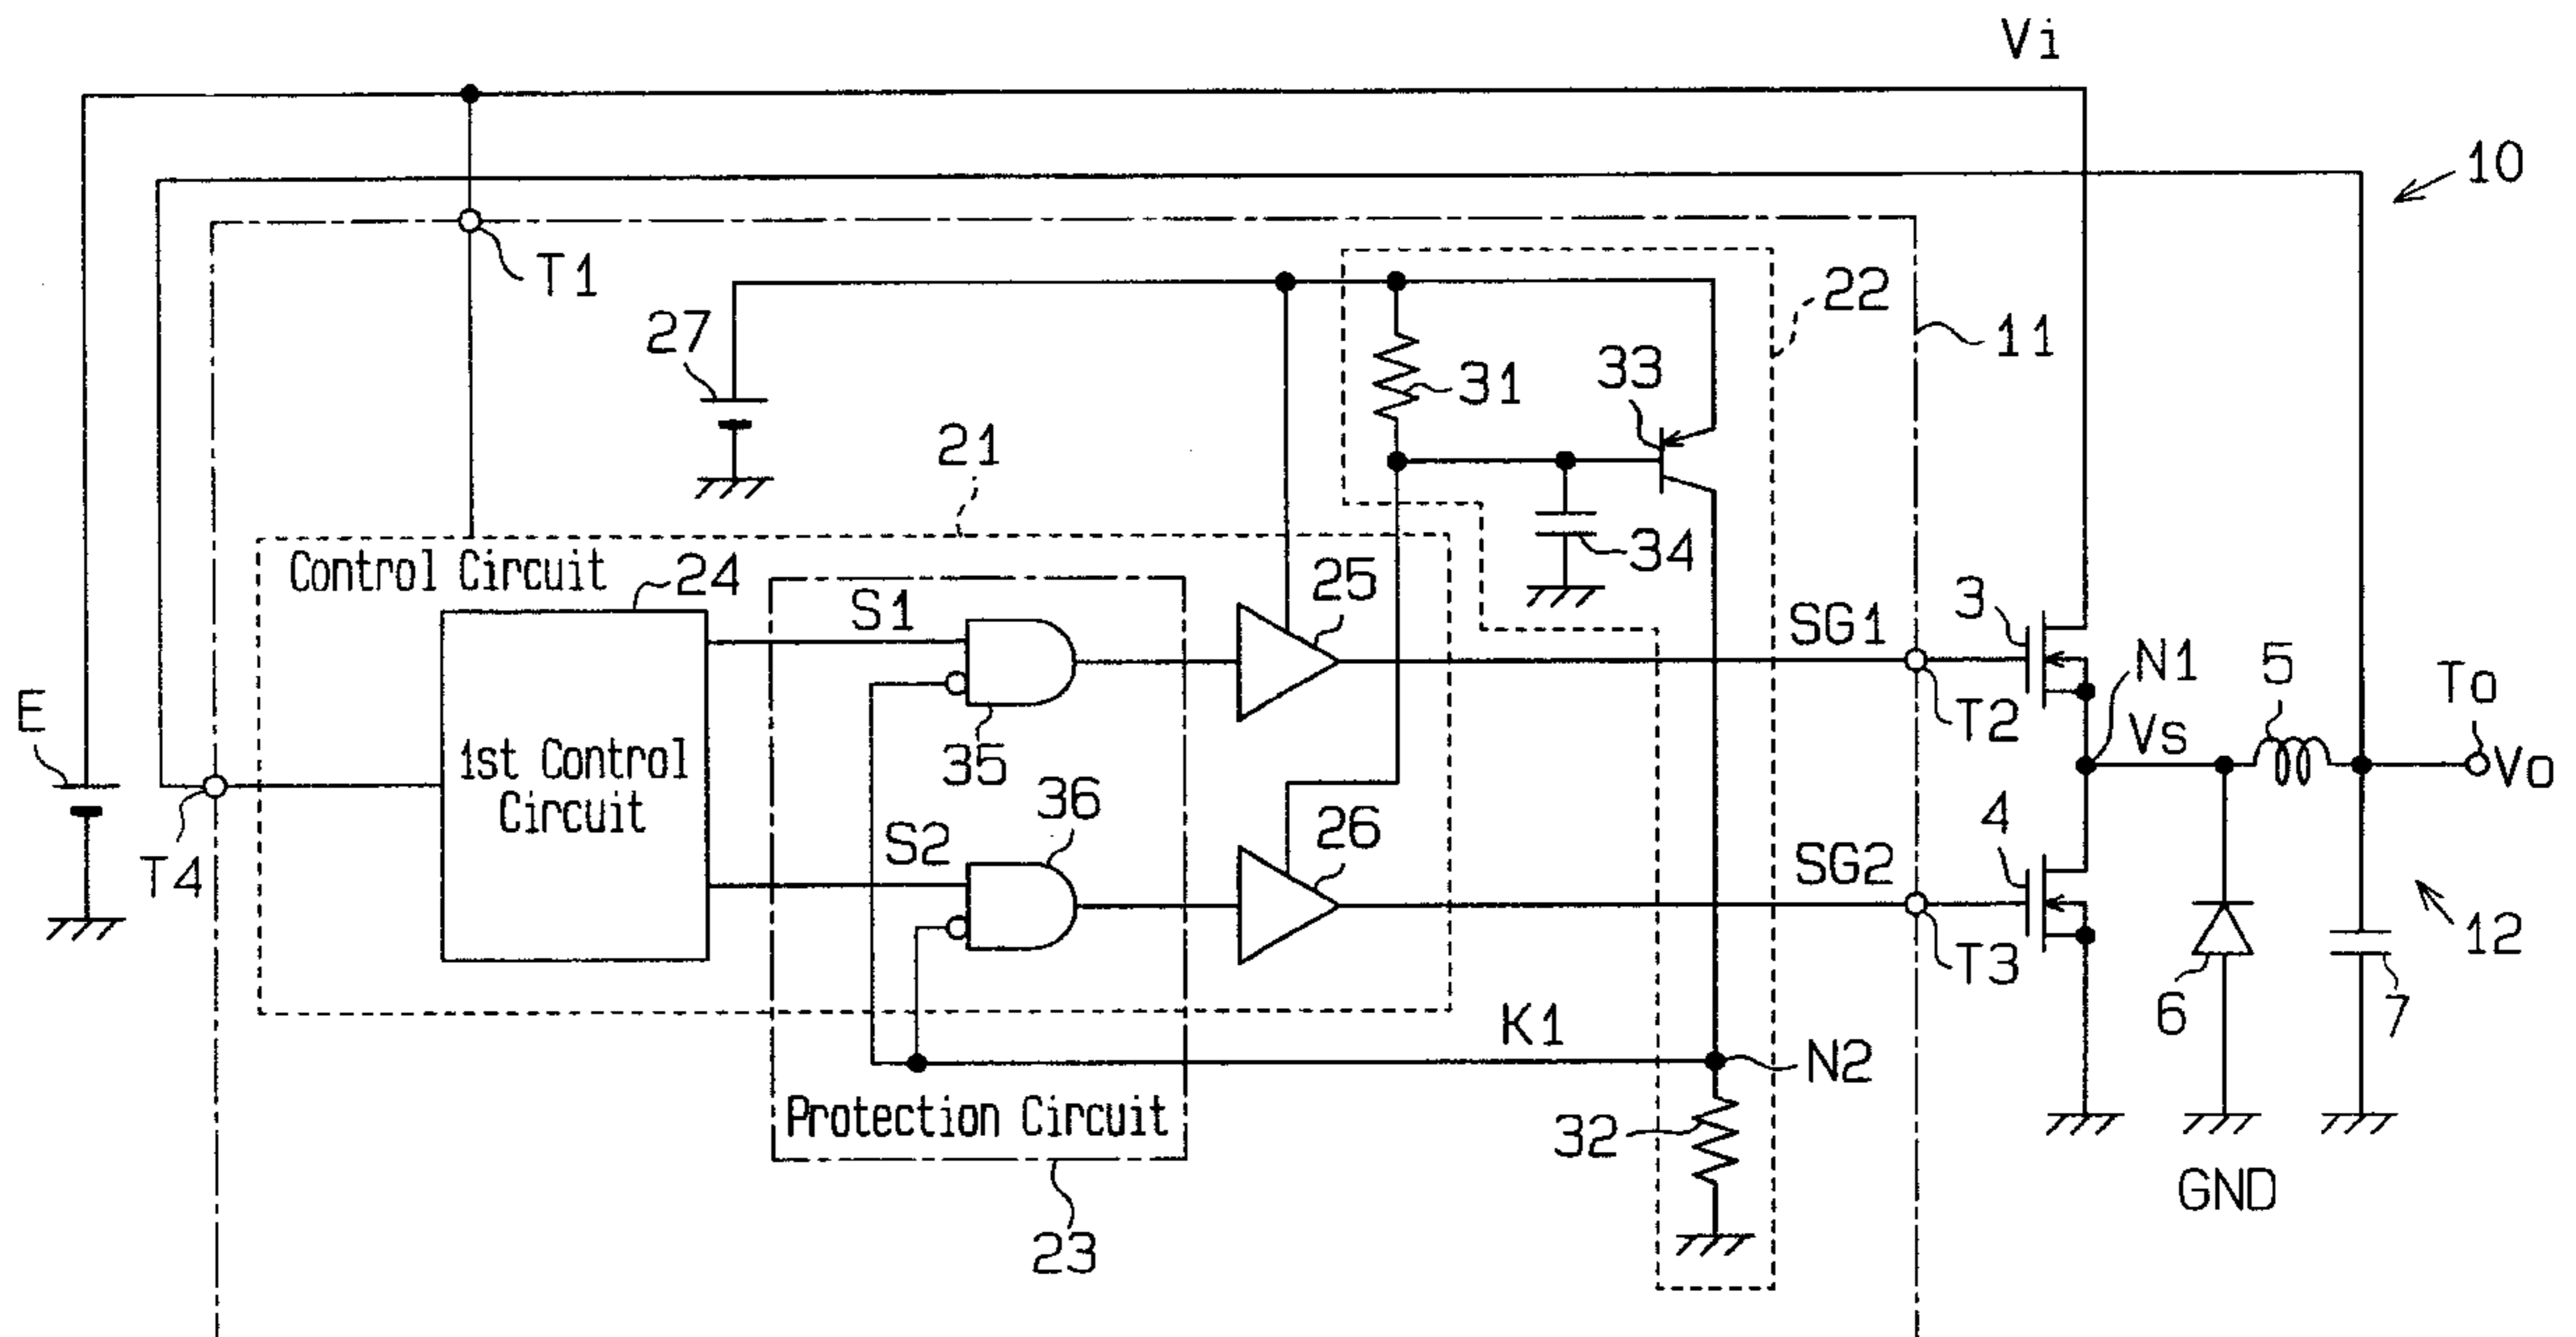 Vi
10
T1
22
27
11
33
31
21
Control Circuit
24
34
25
S1
3
SG1
N1
5
To
E
35
T2
Vs
Vo
1st Control
Circuit
36
4
T4
S2
26
SG2
12
T3
6
7
K1
N2
Protection Circuit
32
GND
23